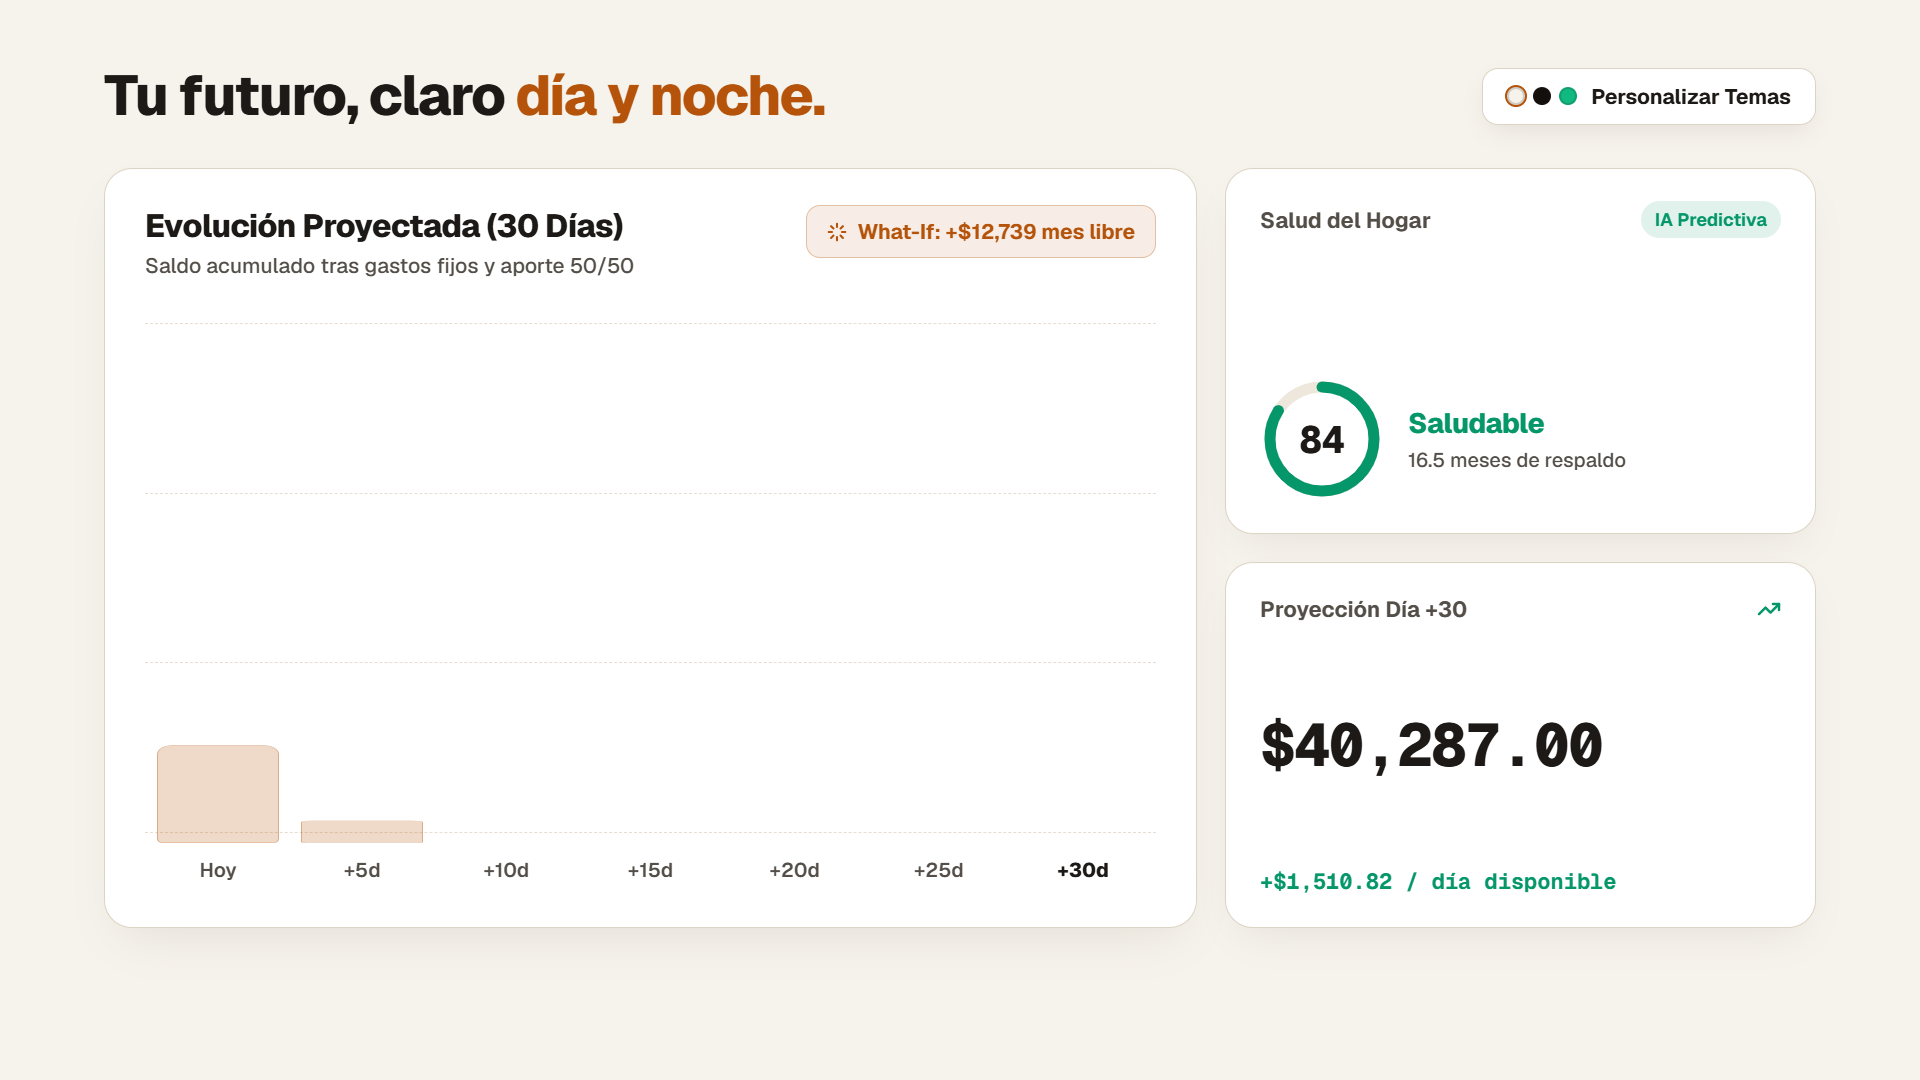 Tu futuro, claro día y noche.
Personalizar Temas
Evolución Proyectada (30 Días)
Saldo acumulado tras gastos fijos y aporte 50/50
What-If: +$12,739 mes libre
Hoy
+5d
+10d
+15d
+20d
+25d
+30d
Salud del Hogar
IA Predictiva
84
Saludable
16.5 meses de respaldo
Proyección Día +30
$40,287.00
+$1,510.82 / día disponible